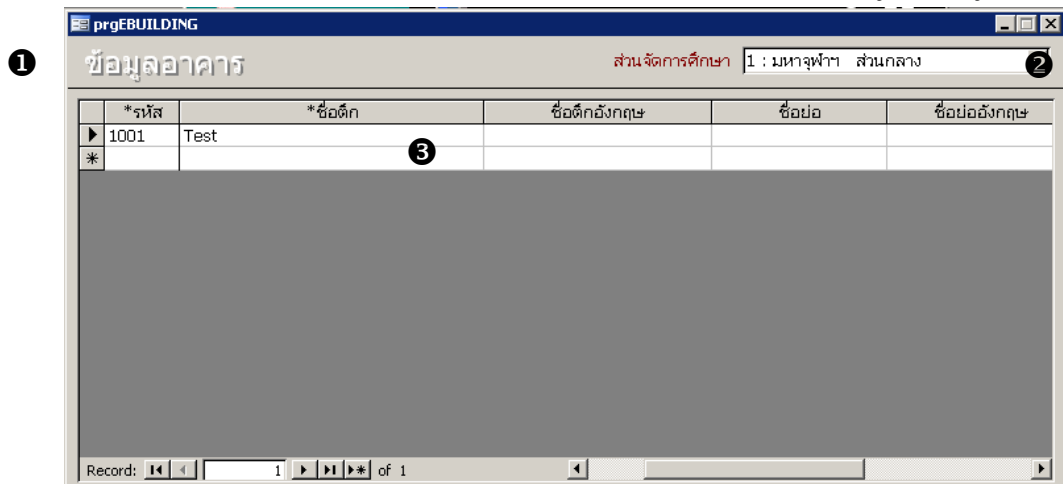 prgEBUILDING
❶ ข้อมูลอาคาร ส่วนจัดการศึกษา 1 : มหาจุฬาฯ ส่วนกลาง ❷
*รหัส *ชื่อตึก ชื่อตึกอังกฤษ ชื่อย่อ ชื่อย่ออังกฤษ
1001 Test
❸
Record: 1 of 1